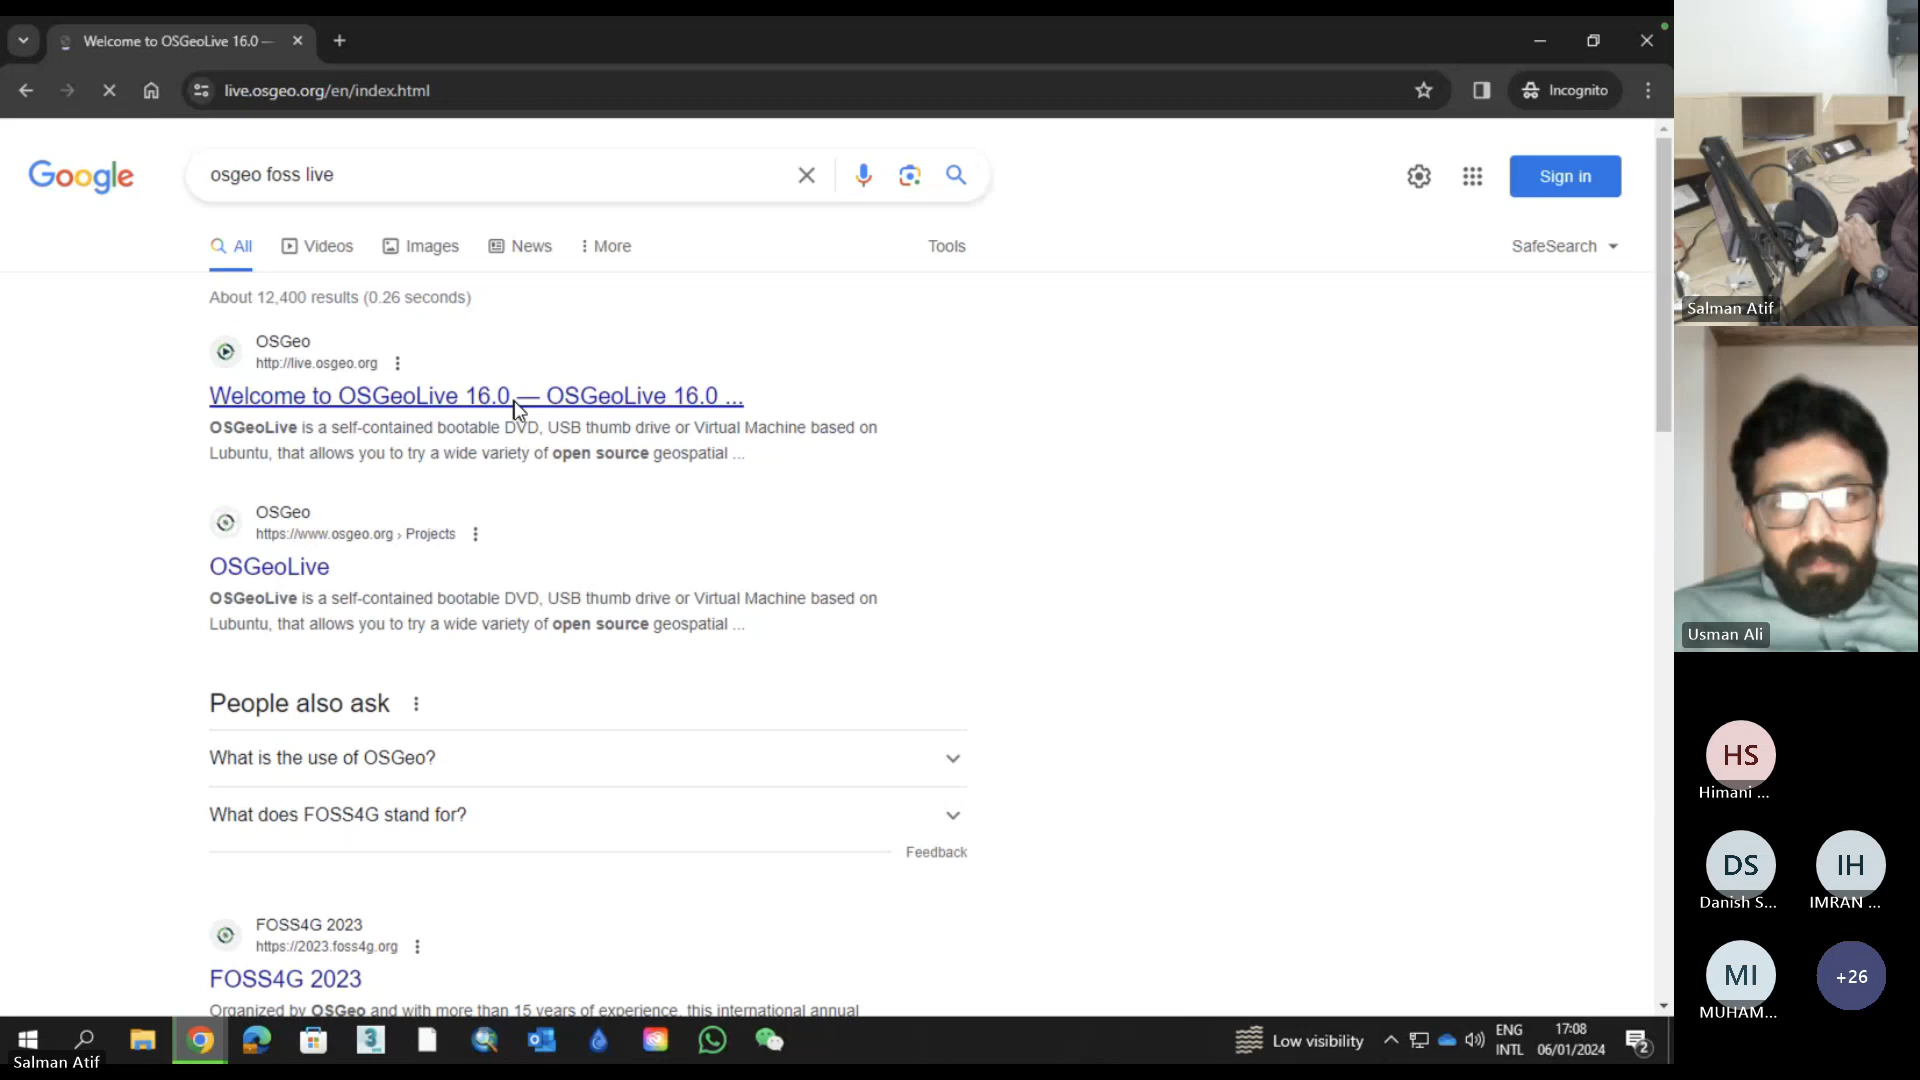 Welcome to OSGeoLive 16.0 —
live.osgeo.org/en/index.html
Incognito
Google
osgeo foss live
Sign in
All
Videos
Images
News
More
Tools
SafeSearch
About 12,400 results (0.26 seconds)
OSGeo
http://live.osgeo.org
Welcome to OSGeoLive 16.0 — OSGeoLive 16.0 ...
OSGeoLive is a self-contained bootable DVD, USB thumb drive or Virtual Machine based on
Lubuntu, that allows you to try a wide variety of open source geospatial ...
OSGeo
https://www.osgeo.org › Projects
OSGeoLive
OSGeoLive is a self-contained bootable DVD, USB thumb drive or Virtual Machine based on
Lubuntu, that allows you to try a wide variety of open source geospatial ...
People also ask
What is the use of OSGeo?
What does FOSS4G stand for?
Feedback
FOSS4G 2023
https://2023.foss4g.org
FOSS4G 2023
Organized by OSGeo and with more than 15 years of experience, this international annual
Salman Atif
Low visibility
ENG
INTL
17:08
06/01/2024
2
Salman Atif
Usman Ali
HS
Himani ...
DS
Danish S...
IH
IMRAN ...
MI
MUHAM...
+26